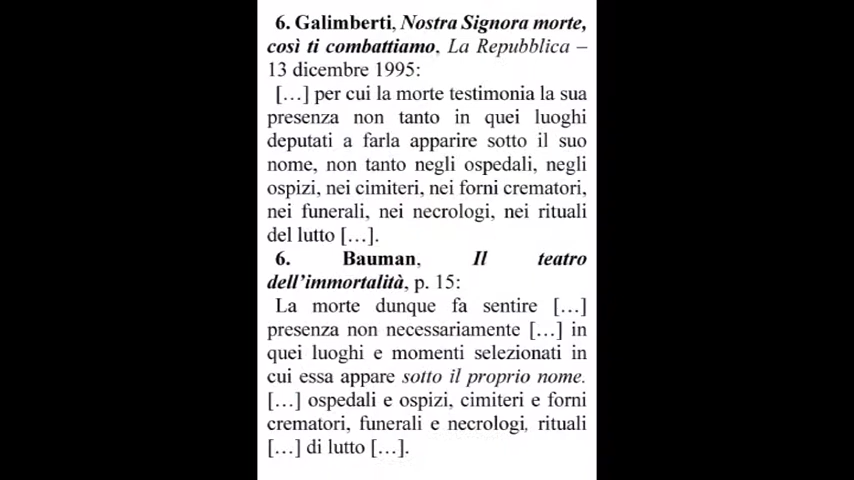 6. Galimberti, Nostra Signora morte,
così ti combattiamo, La Repubblica –
13 dicembre 1995:
[…] per cui la morte testimonia la sua
presenza non tanto in quei luoghi
deputati a farla apparire sotto il suo
nome, non tanto negli ospedali, negli
ospizi, nei cimiteri, nei forni crematori,
nei funerali, nei necrologi, nei rituali
del lutto […].
6. Bauman, Il teatro
dell’immortalità, p. 15:
La morte dunque fa sentire […]
presenza non necessariamente […] in
quei luoghi e momenti selezionati in
cui essa appare sotto il proprio nome.
[…] ospedali e ospizi, cimiteri e forni
crematori, funerali e necrologi, rituali
[…] di lutto […].